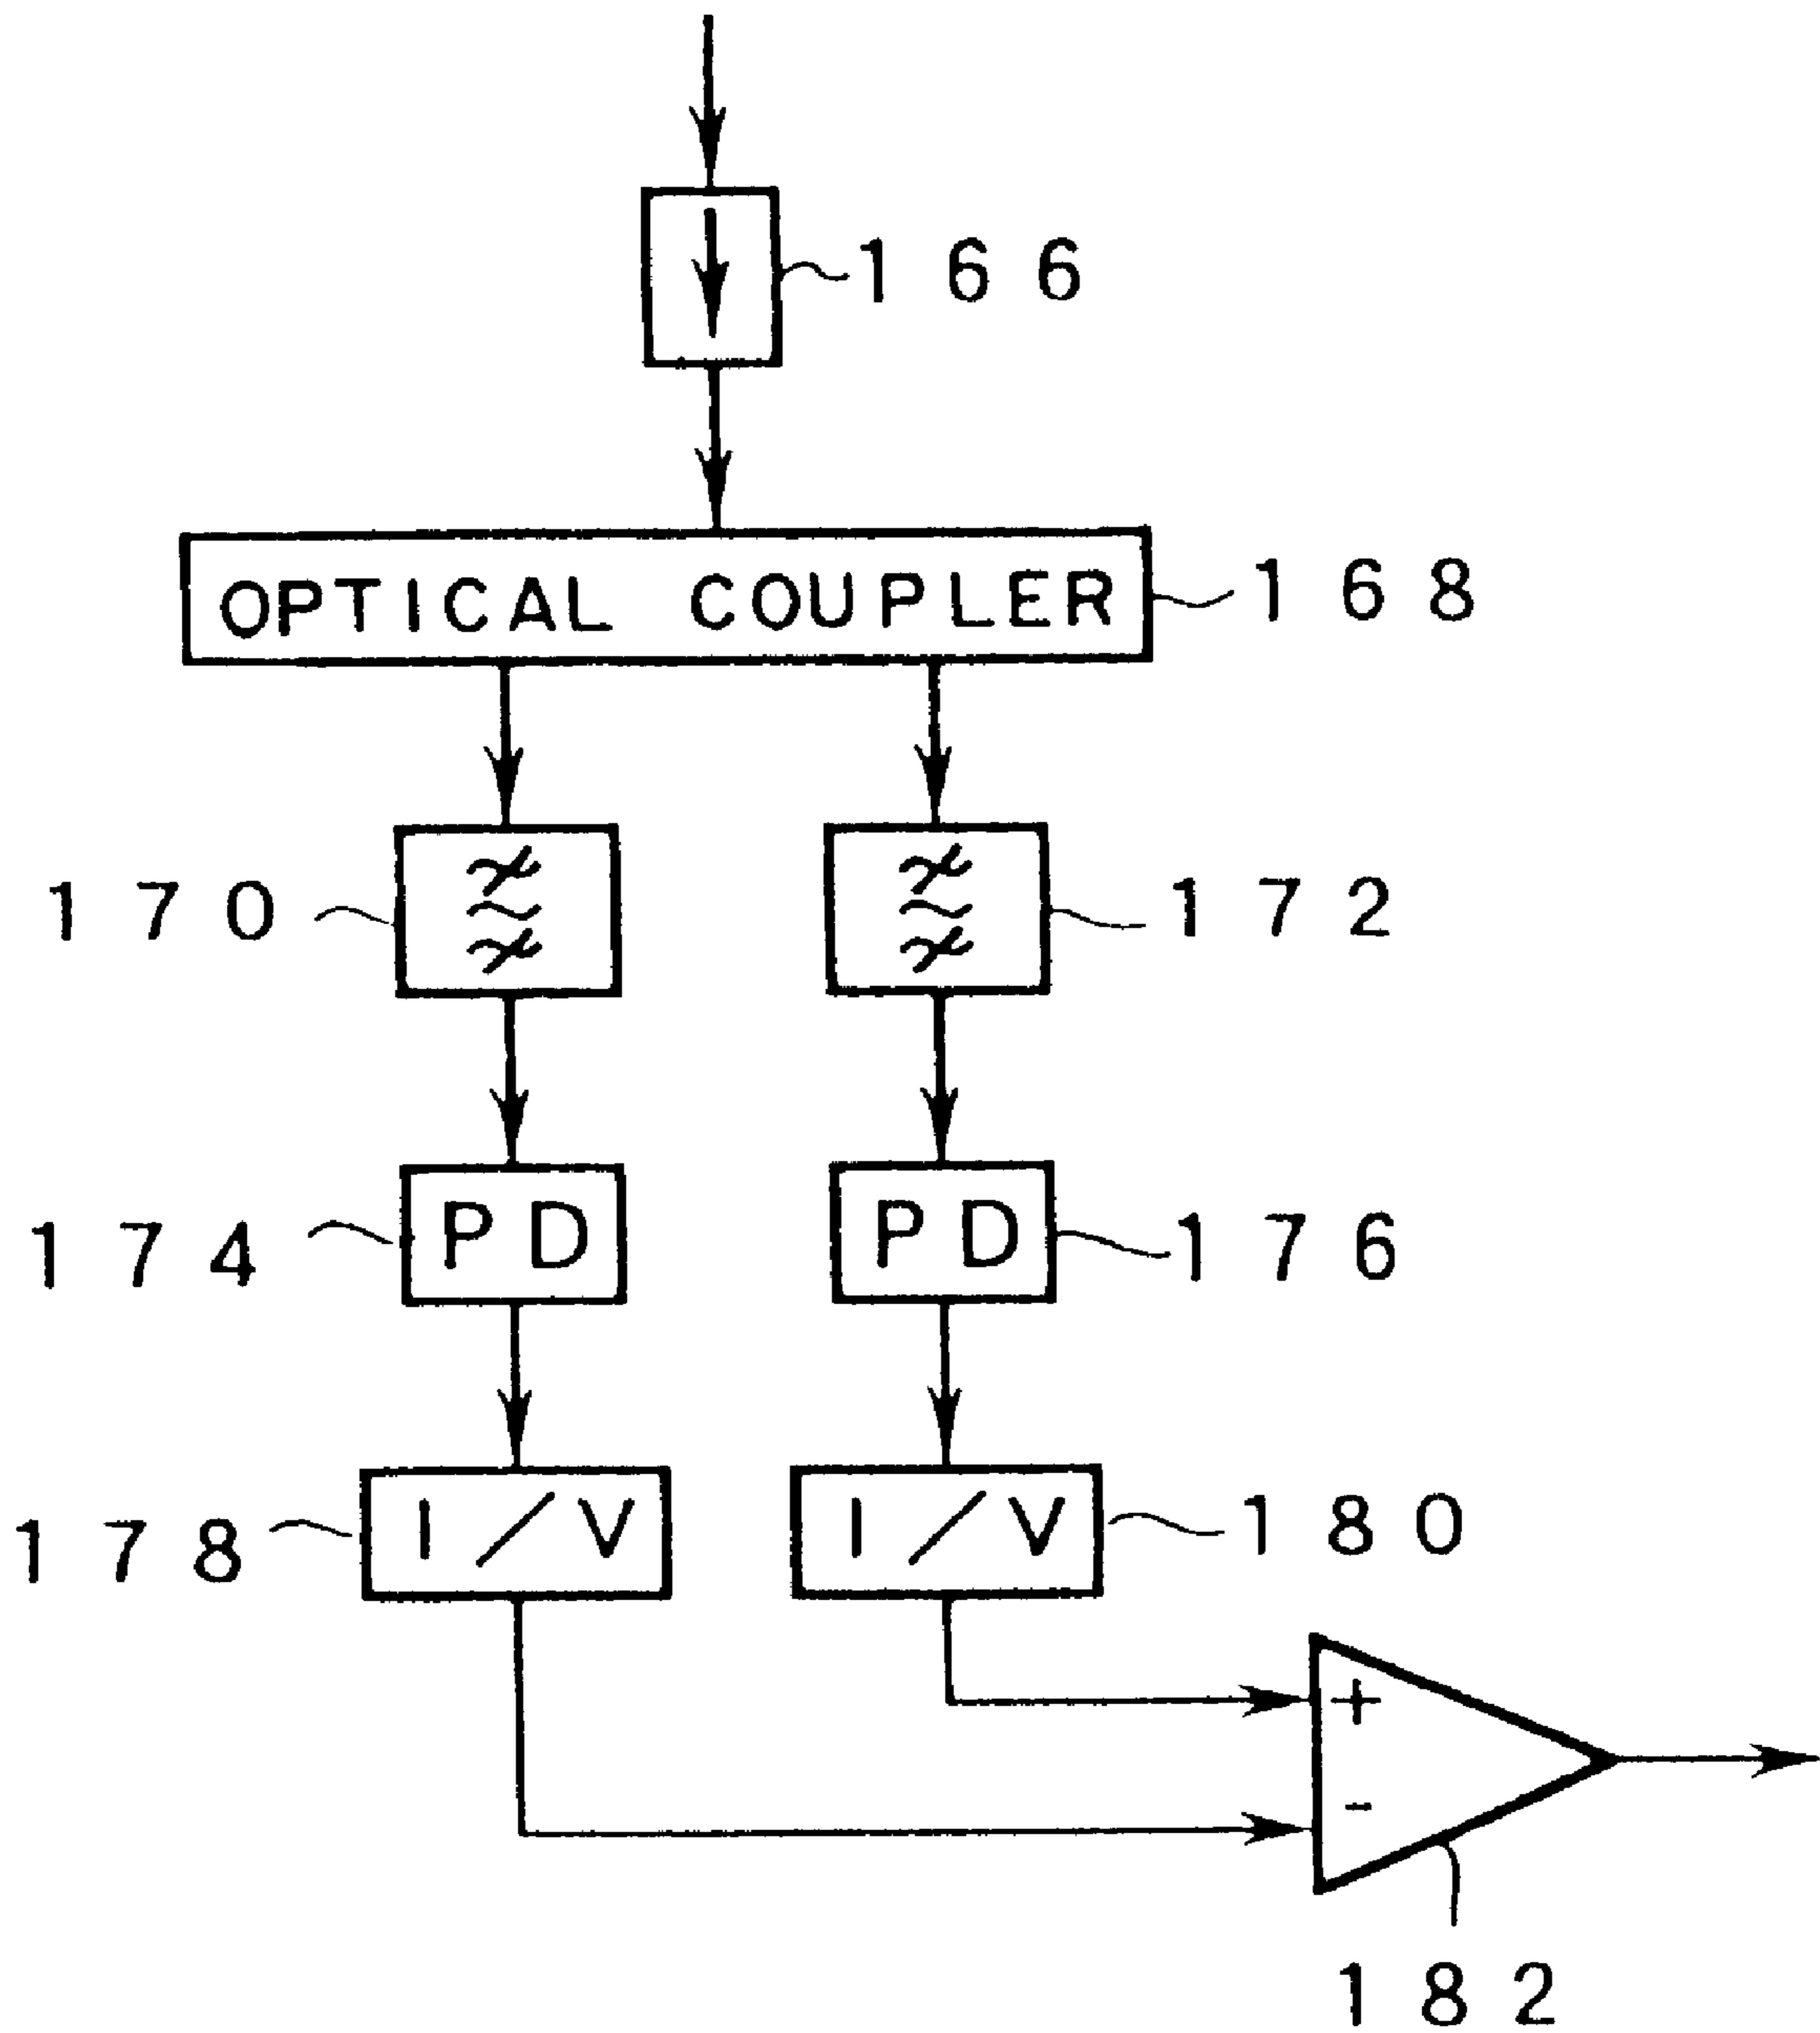 166
OPTICAL COUPLER 168
170 172
174 PD PD 176
178 I/V I/V 180
+
-
182